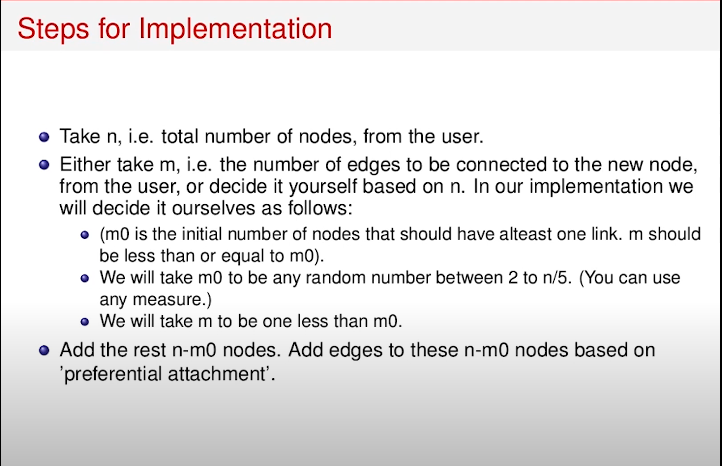 Steps for Implementation
Take n, i.e. total number of nodes, from the user.
Either take m, i.e. the number of edges to be connected to the new node,
from the user, or decide it yourself based on n. In our implementation we
will decide it ourselves as follows:
(m0 is the initial number of nodes that should have alteast one link. m should
be less than or equal to m0).
We will take m0 to be any random number between 2 to n/5. (You can use
any measure.)
We will take m to be one less than m0.
Add the rest n-m0 nodes. Add edges to these n-m0 nodes based on
'preferential attachment'.